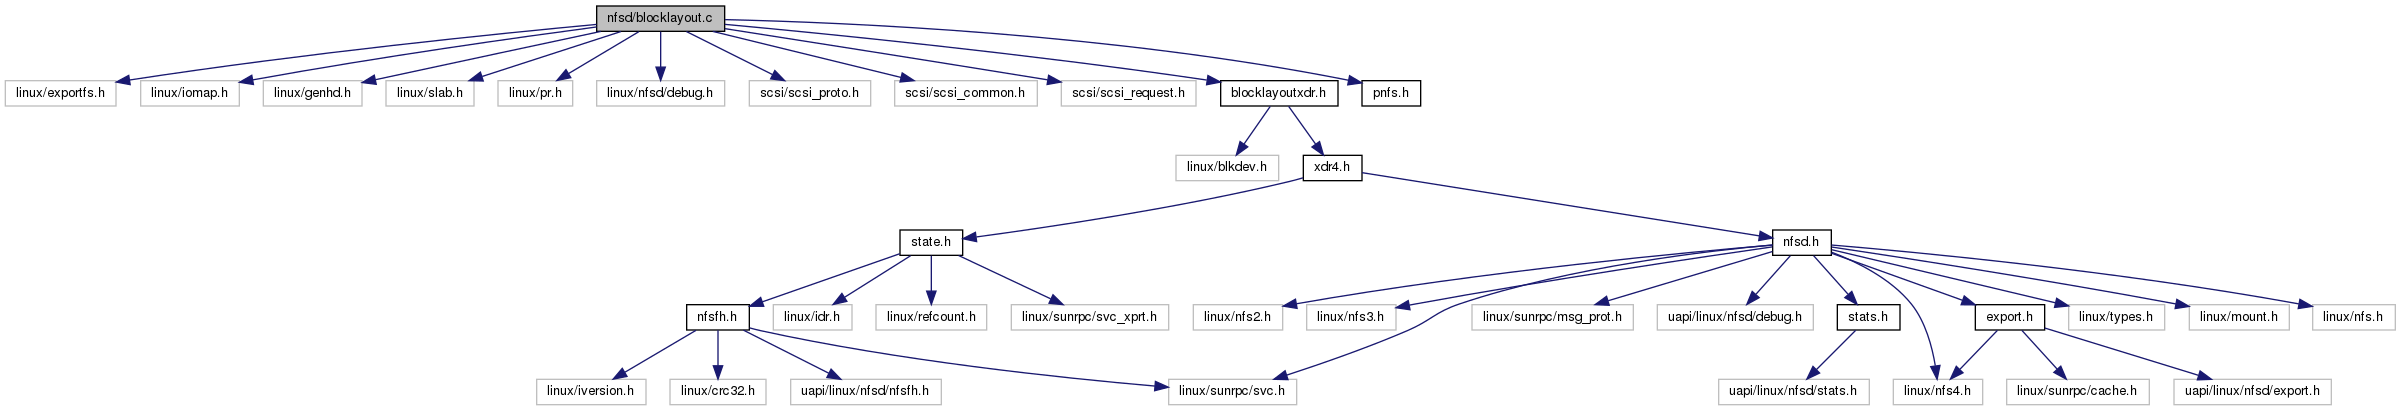 nfsd/blocklayout.c
linux/exportfs.h
linux/iomap.h
linux/genhd.h
linux/slab.h
linux/pr.h
linux/nfsd/debug.h
scsi/scsi_proto.h
scsi/scsi_common.h
scsi/scsi_request.h
blocklayoutxdr.h
pnfs.h
linux/blkdev.h
xdr4.h
state.h
nfsd.h
nfsfh.h
linux/idr.h
linux/refcount.h
linux/sunrpc/svc_xprt.h
linux/nfs2.h
linux/nfs3.h
linux/sunrpc/msg_prot.h
uapi/linux/nfsd/debug.h
stats.h
export.h
linux/types.h
linux/mount.h
linux/nfs.h
linux/iversion.h
linux/crc32.h
uapi/linux/nfsd/nfsfh.h
linux/sunrpc/svc.h
uapi/linux/nfsd/stats.h
linux/nfs4.h
linux/sunrpc/cache.h
uapi/linux/nfsd/export.h